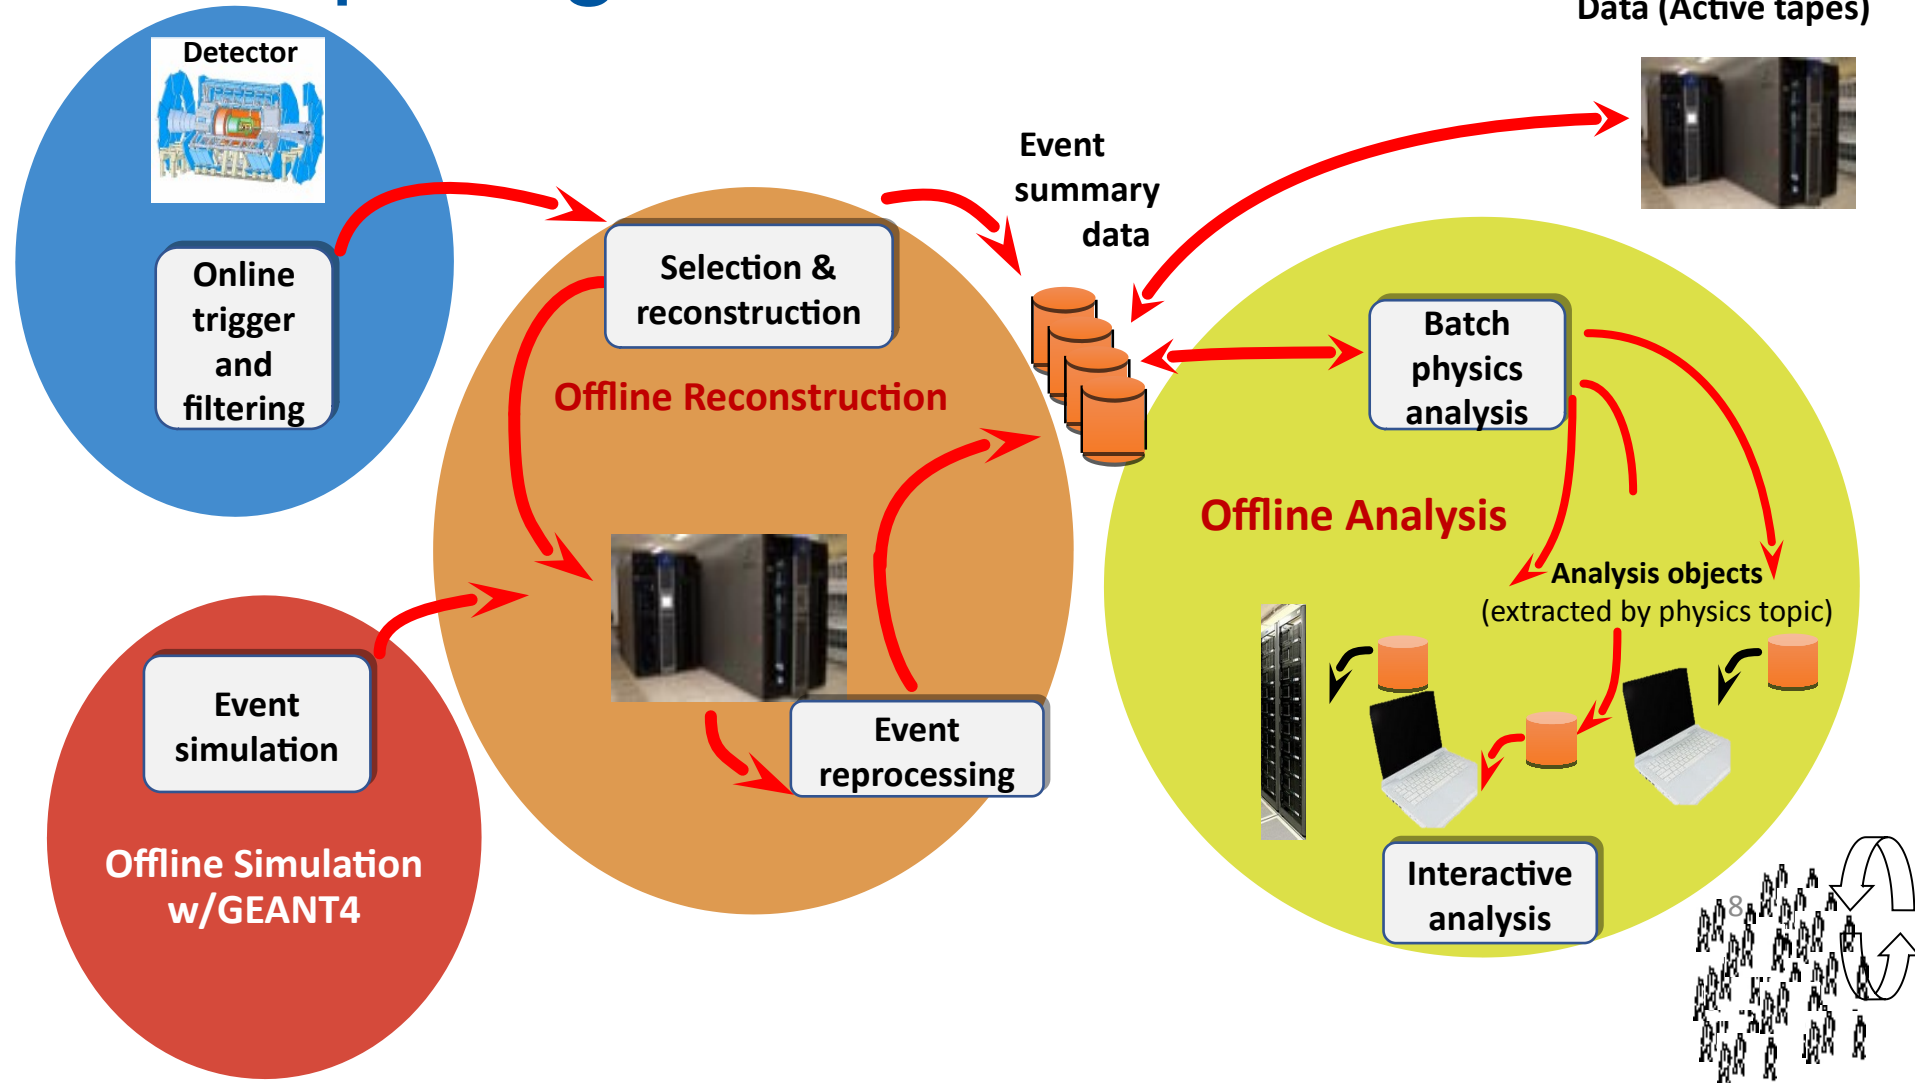 Data (Active tapes)
Detector
Online
trigger
and
filtering
Selection &
reconstruction
Offline Reconstruction
Event
summary
data
Batch
physics
analysis
Offline Analysis
Analysis objects
(extracted by physics topic)
Event
simulation
Offline Simulation
w/GEANT4
Event
reprocessing
Interactive
analysis
8